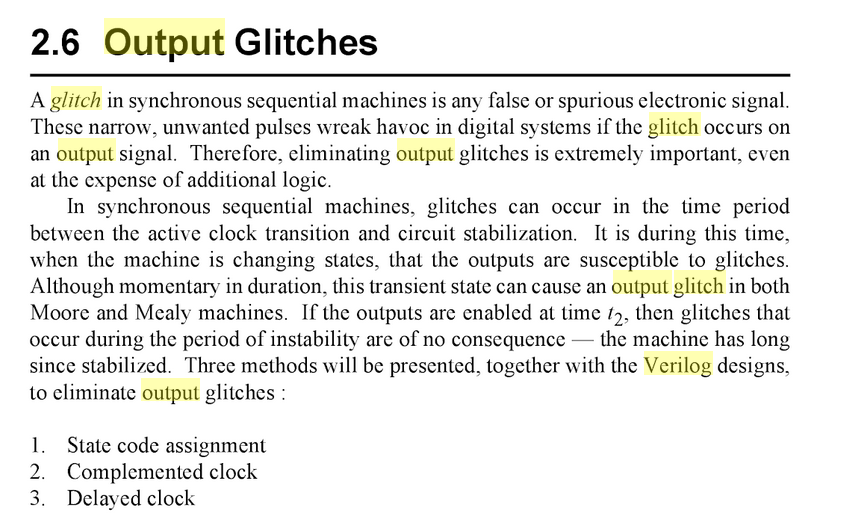 2.6 Output Glitches
A glitch in synchronous sequential machines is any false or spurious electronic signal.
These narrow, unwanted pulses wreak havoc in digital systems if the glitch occurs on
an output signal. Therefore, eliminating output glitches is extremely important, even
at the expense of additional logic.
In synchronous sequential machines, glitches can occur in the time period
between the active clock transition and circuit stabilization. It is during this time,
when the machine is changing states, that the outputs are susceptible to glitches.
Although momentary in duration, this transient state can cause an output glitch in both
Moore and Mealy machines. If the outputs are enabled at time t₂, then glitches that
occur during the period of instability are of no consequence — the machine has long
since stabilized. Three methods will be presented, together with the Verilog designs,
to eliminate output glitches :
1. State code assignment
2. Complemented clock
3. Delayed clock